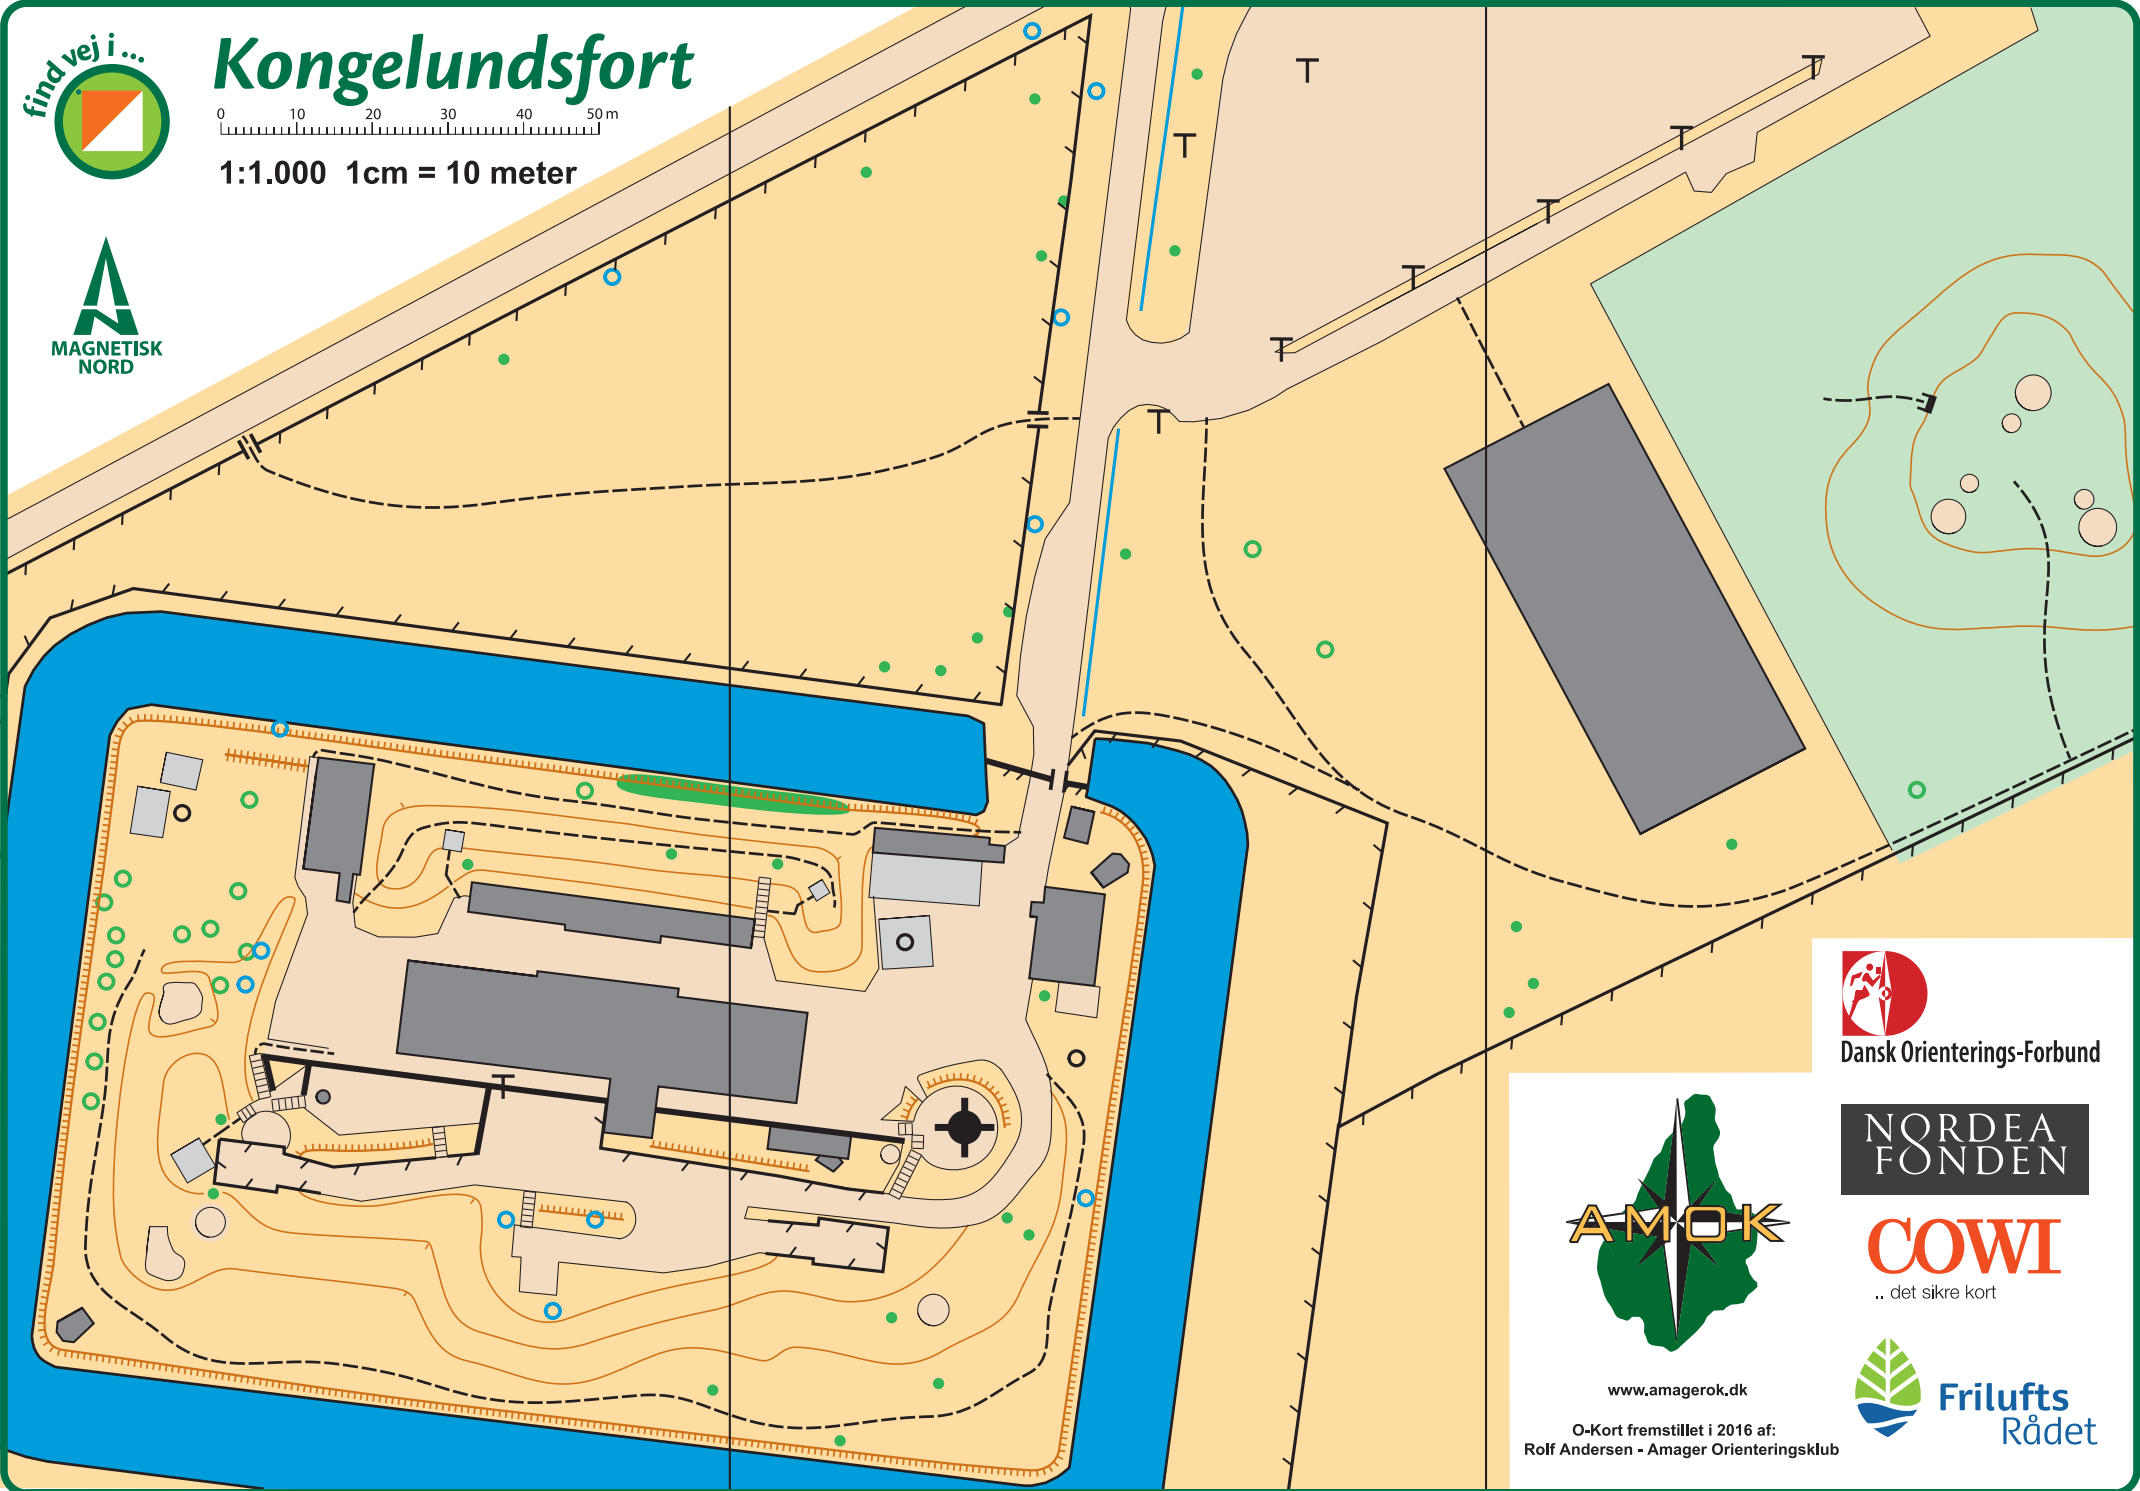 find vej i ...
Kongelundsfort
0 10 20 30 40 50 m
1:1.000 1cm = 10 meter
MAGNETISK
NORD
Dansk Orienterings-Forbund
NORDEA
FONDEN
AMOK
COWI
.. det sikre kort
www.amagerok.dk
Frilufts
Rådet
O-Kort fremstillet i 2016 af:
Rolf Andersen - Amager Orienteringsklub